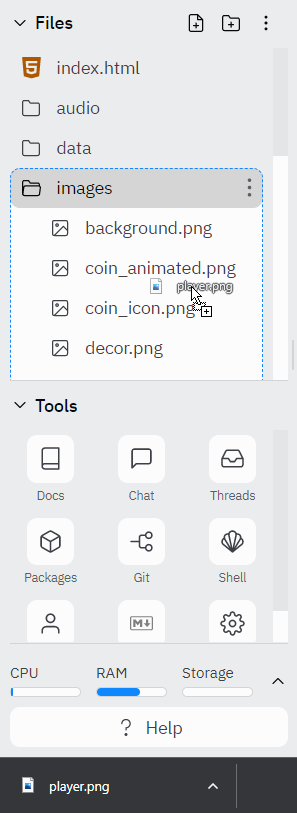 Files
index.html
audio
data
images
background.png
coin_animated.png
player.png
coin_icon.png
decor.png
Tools
Docs Chat Threads
Packages Git Shell
M
CPU RAM Storage
? Help
player.png